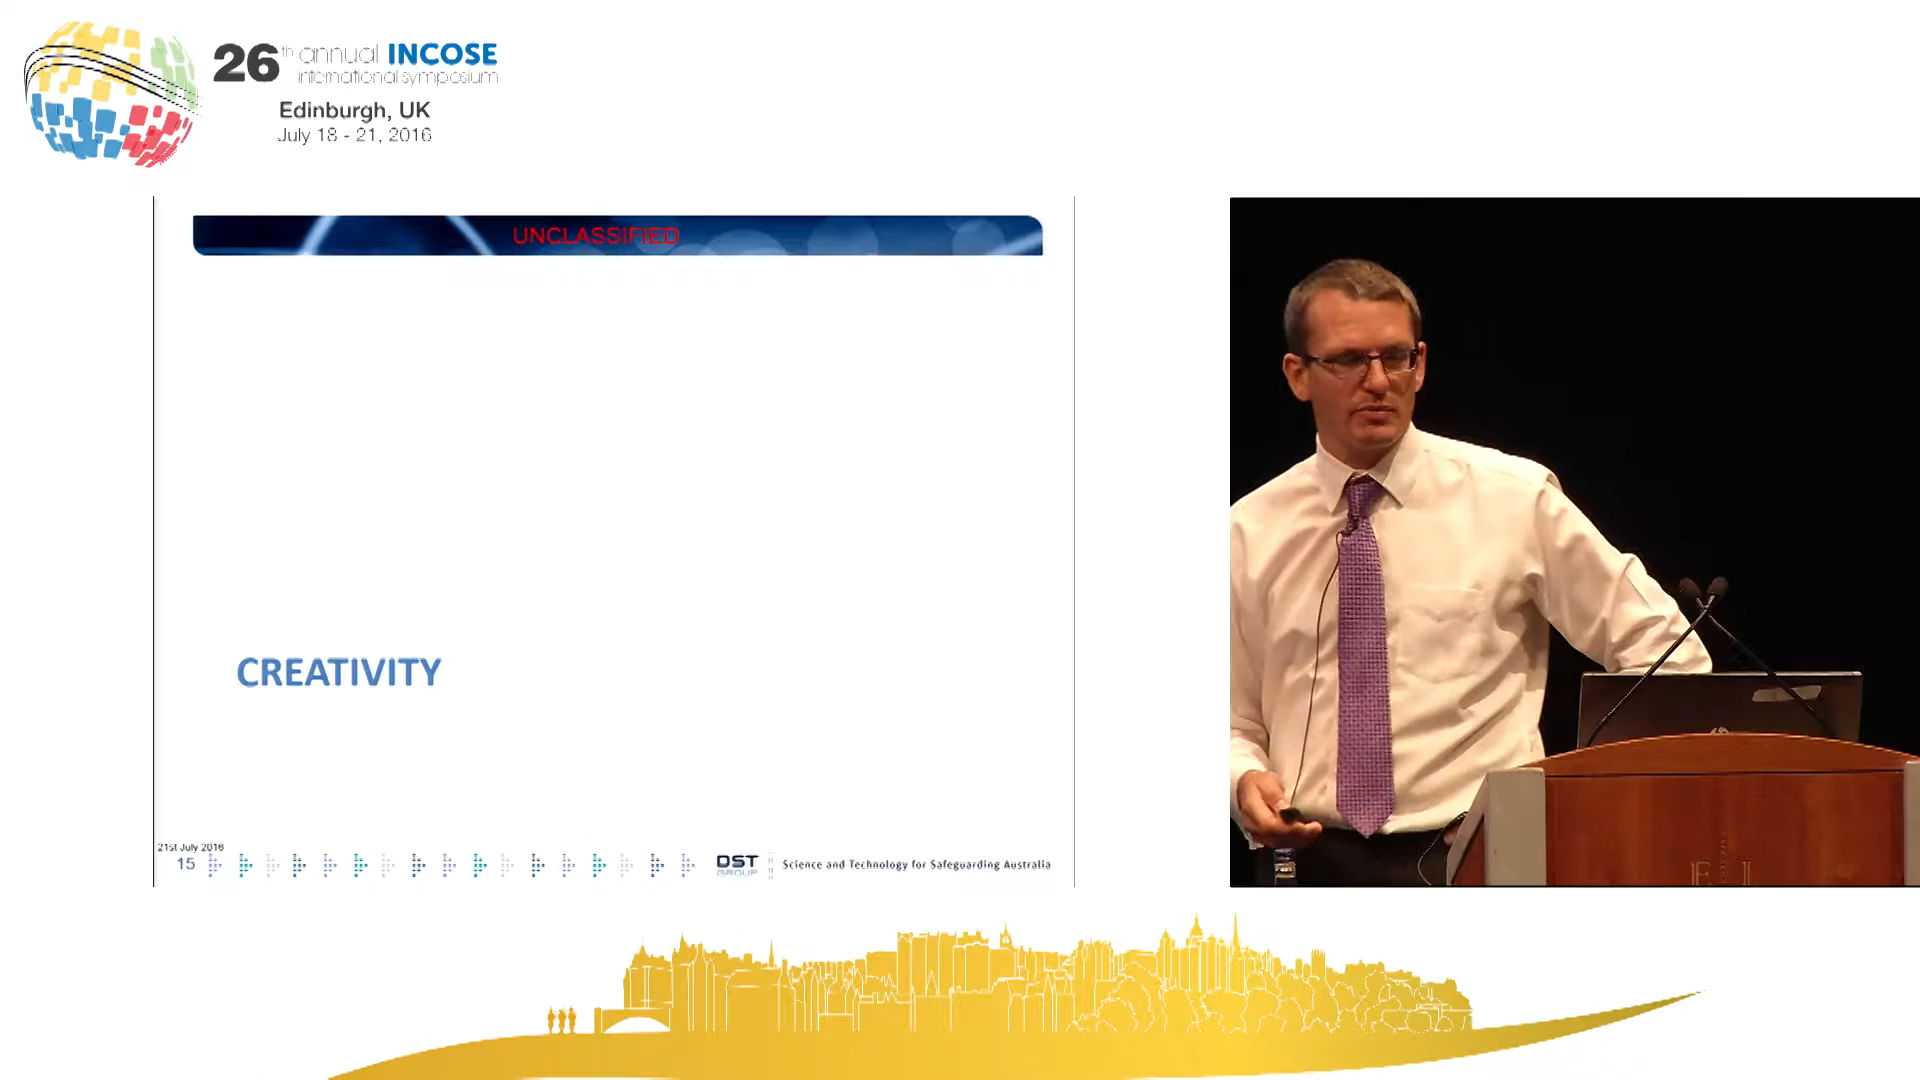 26th annual INCOSE
international symposium
Edinburgh, UK
July 18 - 21, 2016
UNCLASSIFIED
CREATIVITY
21st July 2016
15
DST
GROUP
Science and Technology for Safeguarding Australia